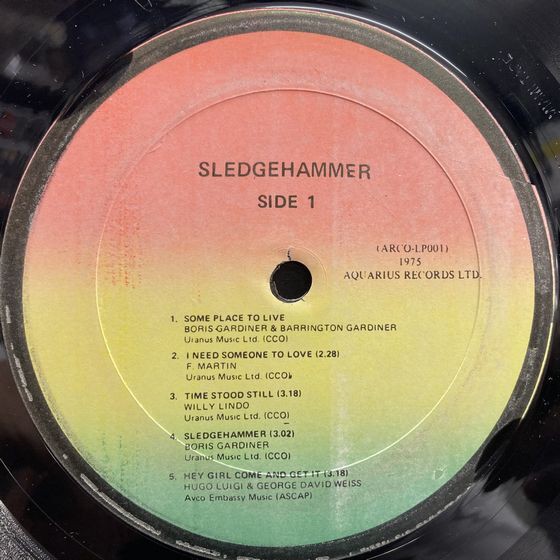 SLEDGEHAMMER
SIDE 1
(ARCO-LP001)
1975
AQUARIUS RECORDS LTD.
1. SOME PLACE TO LIVE
BORIS GARDINER & BARRINGTON GARDINER
Uranus Music Ltd. (CCO)
2. I NEED SOMEONE TO LOVE (2.28)
F. MARTIN
Uranus Music Ltd. (CCO)
3. TIME STOOD STILL (3.18)
WILLY LINDO
Uranus Music Ltd. (CCO)
4. SLEDGEHAMMER (3.02)
BORIS GARDINER
Uranus Music Ltd. (CCO)
5. HEY GIRL COME AND GET IT (3.18)
HUGO LUIGI & GEORGE DAVID WEISS
Avco Embassy Music (ASCAP)